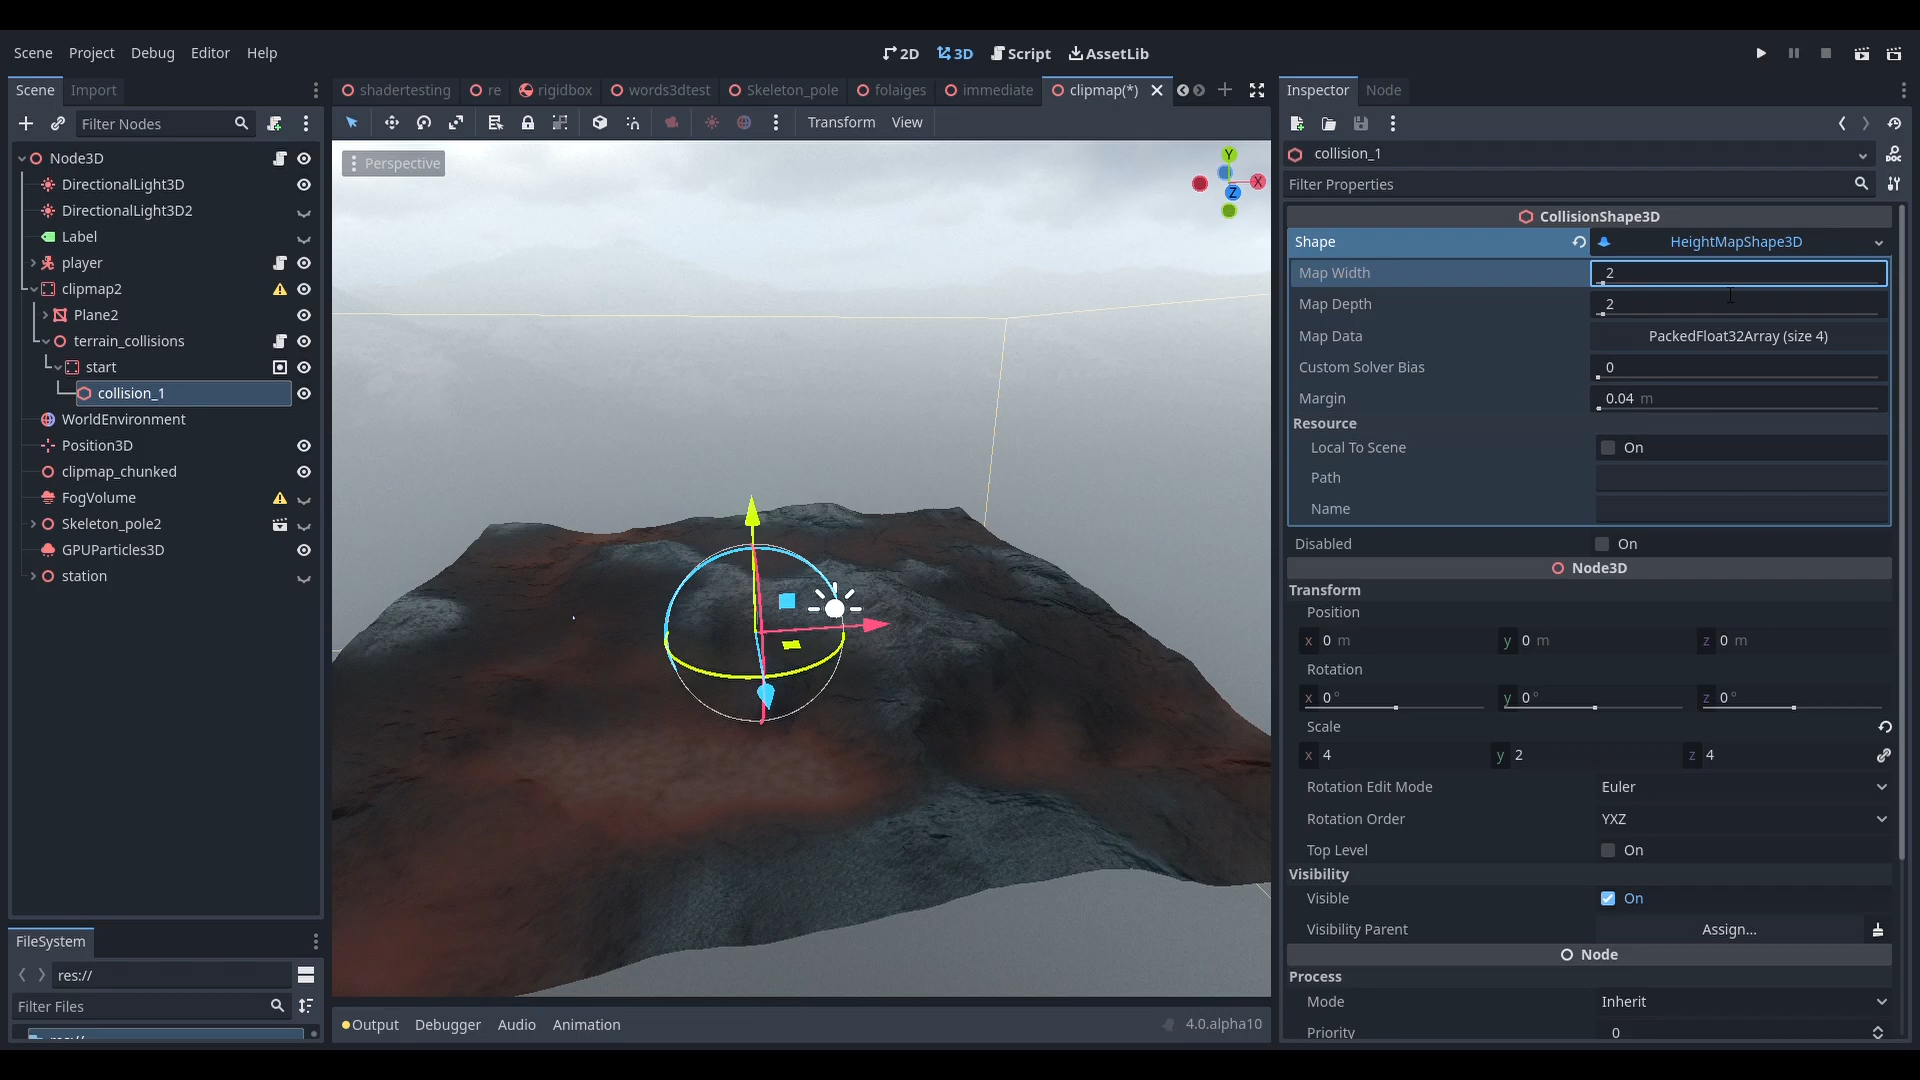 Scene Project Debug Editor Help
2D 3D Script AssetLib
Scene Import
shadertesting re rigidbox words3dtest Skeleton_pole folaiges immediate clipmap(*)
Inspector Node
Filter Nodes
Transform View
Node3D
DirectionalLight3D
DirectionalLight3D2
Label
player
clipmap2
Plane2
terrain_collisions
start
collision_1
WorldEnvironment
Position3D
clipmap_chunked
FogVolume
Skeleton_pole2
GPUParticles3D
station
FileSystem
res://
Filter Files
Perspective
Y
X
Z
Output Debugger Audio Animation 4.0.alpha10
collision_1
DOC
Filter Properties
CollisionShape3D
Shape HeightMapShape3D
Map Width 2
Map Depth 2
Map Data PackedFloat32Array (size 4)
Custom Solver Bias 0
Margin 0.04 m
Resource
Local To Scene On
Path
Name
Disabled On
Node3D
Transform
Position
x 0 m y 0 m z 0 m
Rotation
x 0 ° y 0 ° z 0 °
Scale
x 4 y 2 z 4
Rotation Edit Mode Euler
Rotation Order YXZ
Top Level On
Visibility
Visible On
Visibility Parent Assign...
Node
Process
Mode Inherit
Priority 0